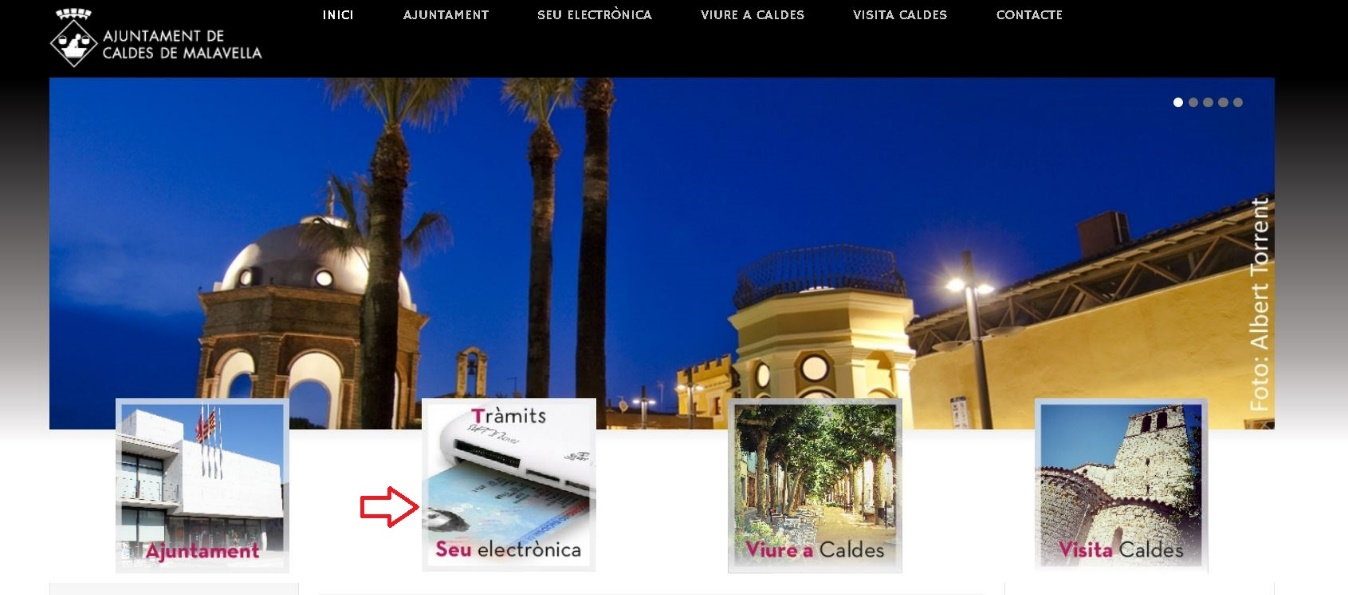 INICI
AJUNTAMENT
SEU ELECTRÒNICA
VIURE A CALDES
VISITA CALDES
CONTACTE
AJUNTAMENT DE
CALDES DE MALAVELLA
Foto: Albert Torrent
Ajuntament
Tràmits
Seu electrònica
Viure a Caldes
Visita Caldes